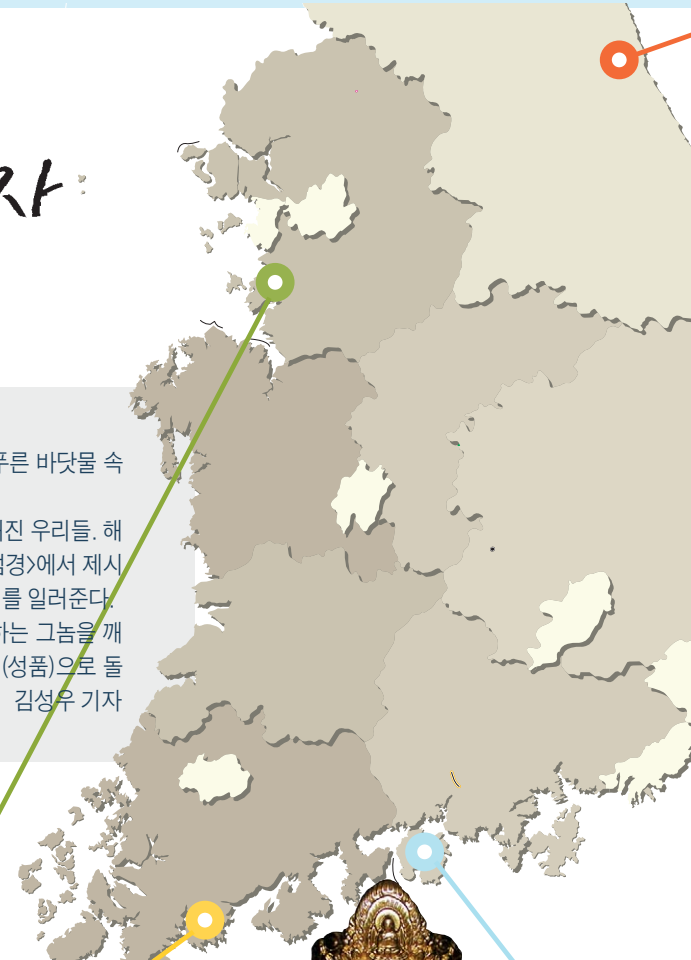 자
푸른 바닷물 속
진 우리들. 해
경>에서 제시
를 일러준다.
하는 그놈을 깨
(성품)으로 돌
김성우 기자